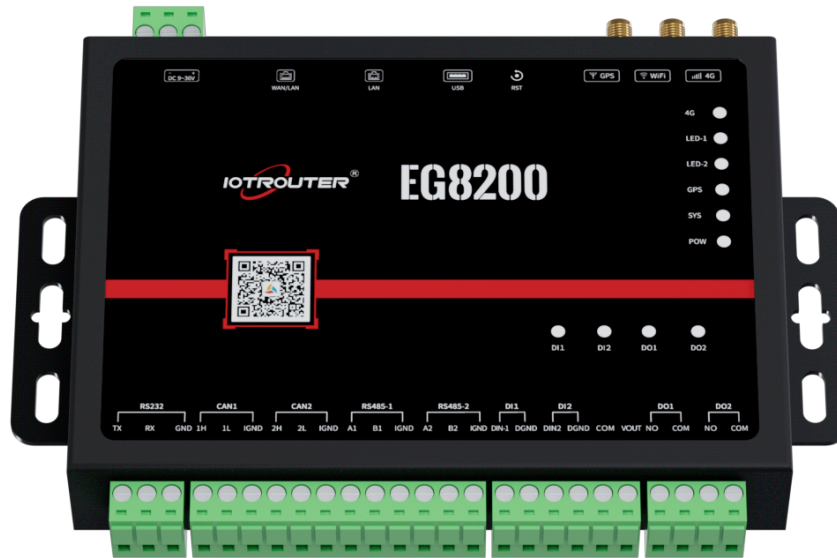 DC 9~30V
WAN/LAN
LAN
USB
RST
GPS
WiFi
4G
4G
LED-1
LED-2
GPS
SYS
POW
IOTROUTER®
EG8200
DI1 DI2 DO1 DO2
RS232 CAN1 CAN2 RS485-1 RS485-2 DI1 DI2 DO1 DO2
TX RX GND 1H 1L IGND 2H 2L IGND A1 B1 IGND A2 B2 IGND DIN-1 DGND DIN2 DGND COM VOUT NO COM NO COM